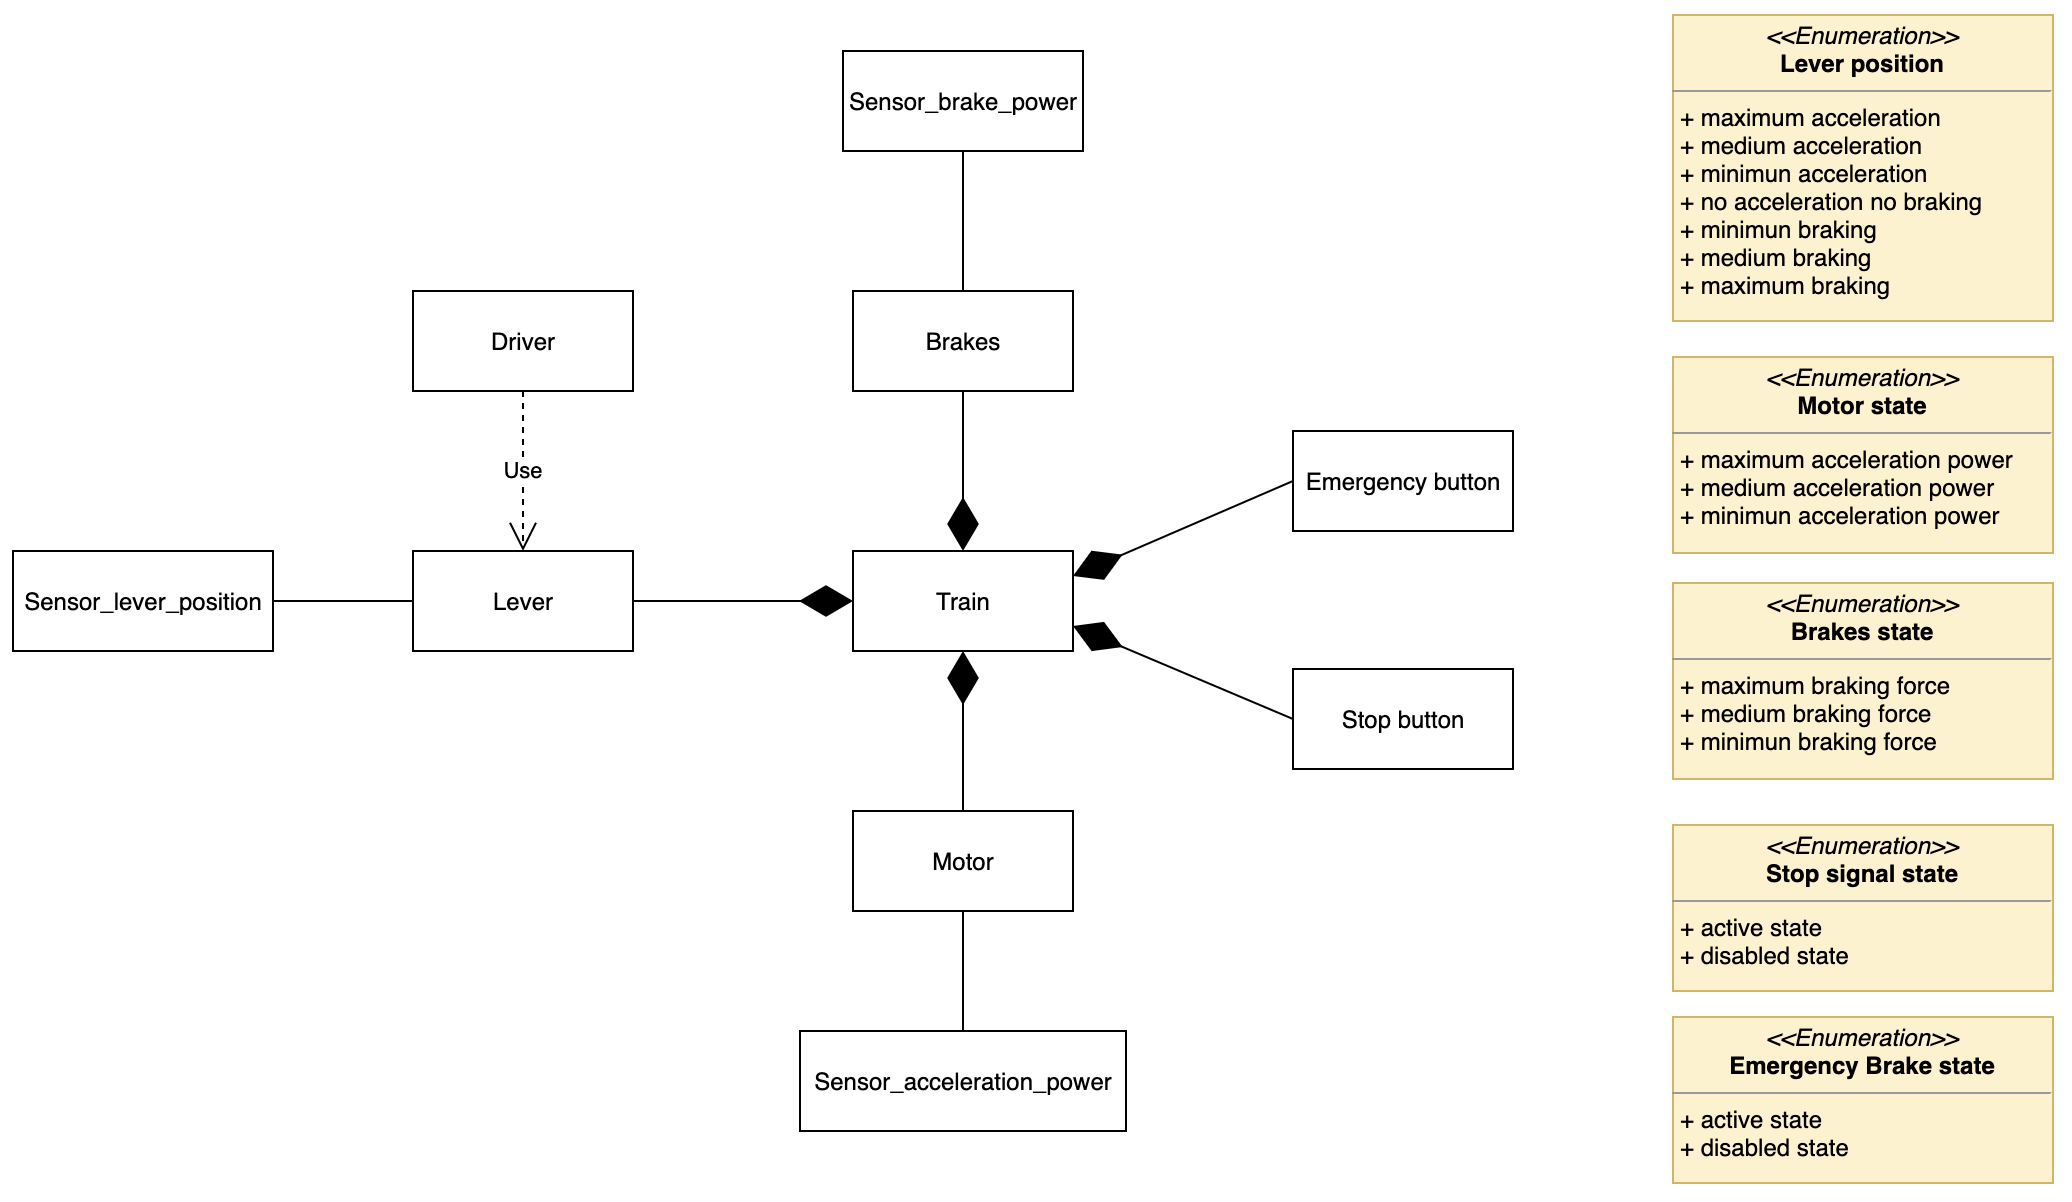 Sensor_brake_power
Driver
Brakes
Use
Emergency button
Sensor_lever_position
Lever
Train
Stop button
Motor
Sensor_acceleration_power
<<Enumeration>>
Lever position
+ maximum acceleration
+ medium acceleration
+ minimun acceleration
+ no acceleration no braking
+ minimun braking
+ medium braking
+ maximum braking
<<Enumeration>>
Motor state
+ maximum acceleration power
+ medium acceleration power
+ minimun acceleration power
<<Enumeration>>
Brakes state
+ maximum braking force
+ medium braking force
+ minimun braking force
<<Enumeration>>
Stop signal state
+ active state
+ disabled state
<<Enumeration>>
Emergency Brake state
+ active state
+ disabled state